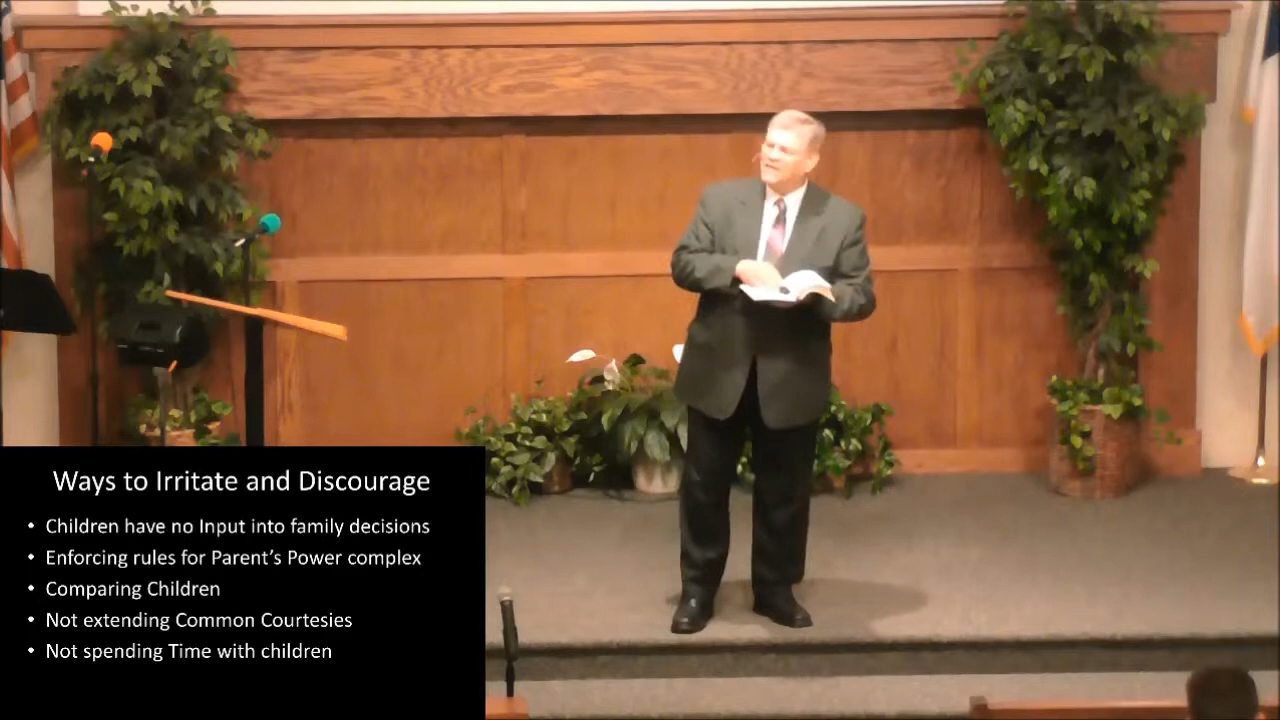 Ways to Irritate and Discourage
• Children have no Input into family decisions
• Enforcing rules for Parent's Power complex
• Comparing Children
• Not extending Common Courtesies
• Not spending Time with children